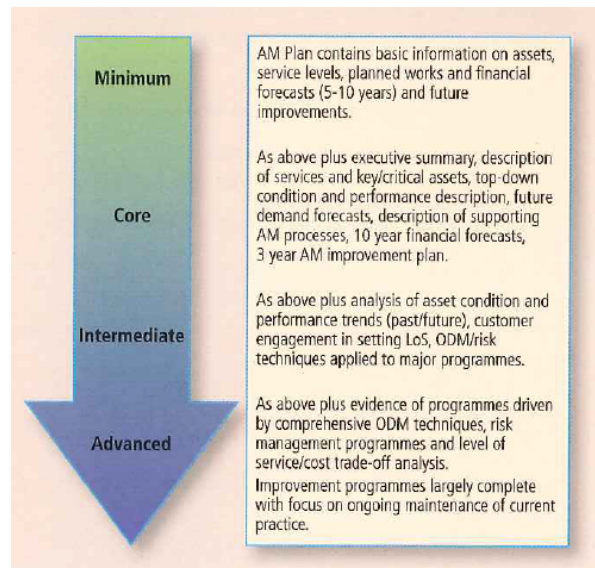 Minimum
AM Plan contains basic information on assets,
service levels, planned works and financial
forecasts (5-10 years) and future
improvements.
Core
As above plus executive summary, description
of services and key/critical assets, top-down
condition and performance description, future
demand forecasts, description of supporting
AM processes, 10 year financial forecasts,
3 year AM improvement plan.
Intermediate
As above plus analysis of asset condition and
performance trends (past/future), customer
engagement in setting LoS, ODM/risk
techniques applied to major programmes.
Advanced
As above plus evidence of programmes driven
by comprehensive ODM techniques, risk
management programmes and level of
service/cost trade-off analysis.
Improvement programmes largely complete
with focus on ongoing maintenance of current
practice.